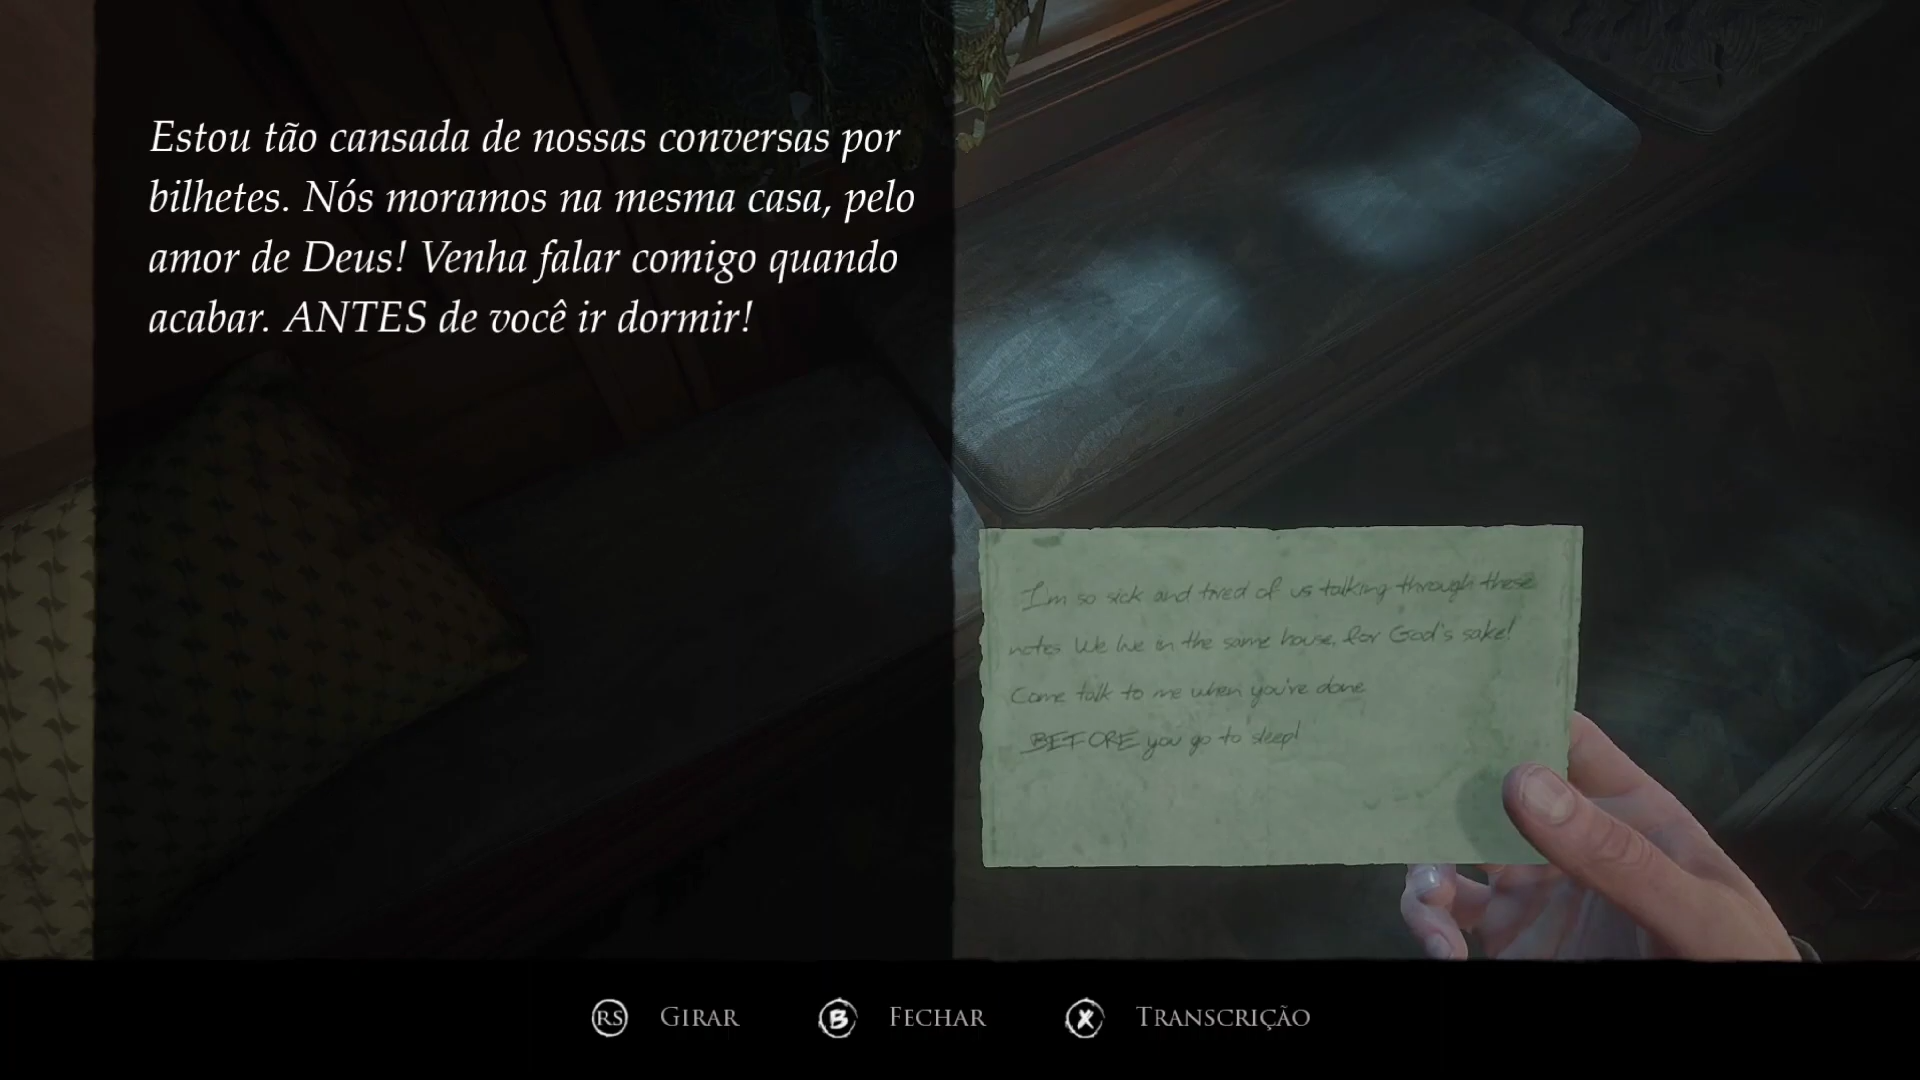 Estou tão cansada de nossas conversas por
bilhetes. Nós moramos na mesma casa, pelo
amor de Deus! Venha falar comigo quando
acabar. ANTES de você ir dormir!
I'm so sick and tired of us talking through these
notes. We live in the same house, for God's sake!
Come talk to me when you're done
BEFORE you go to sleep!
RS GIRAR B FECHAR X TRANSCRIÇÃO